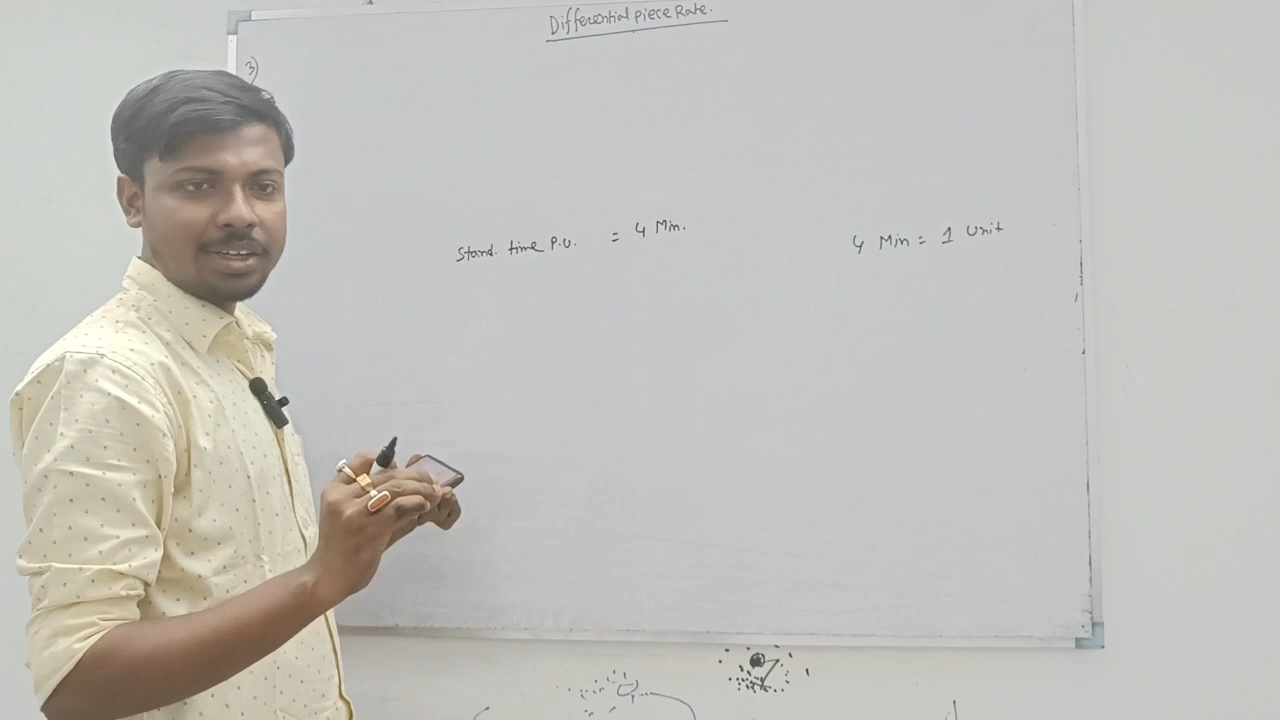 Differential piece Rate.
3)
Stand. time P.U. = 4 Min.
4 Min = 1 Unit